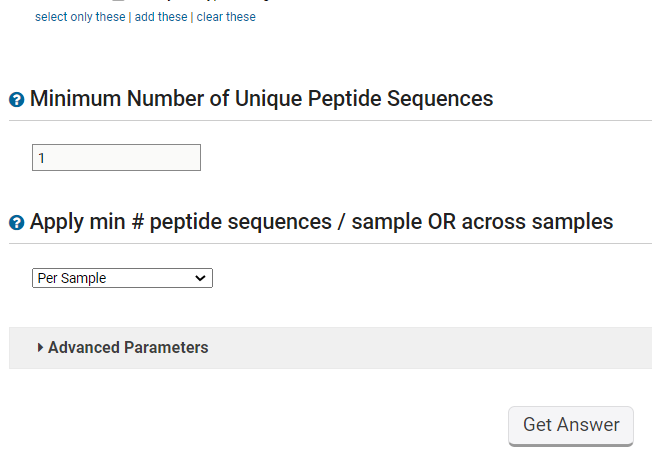 select only these | add these | clear these
Minimum Number of Unique Peptide Sequences
1
Apply min # peptide sequences / sample OR across samples
Per Sample
Advanced Parameters
Get Answer